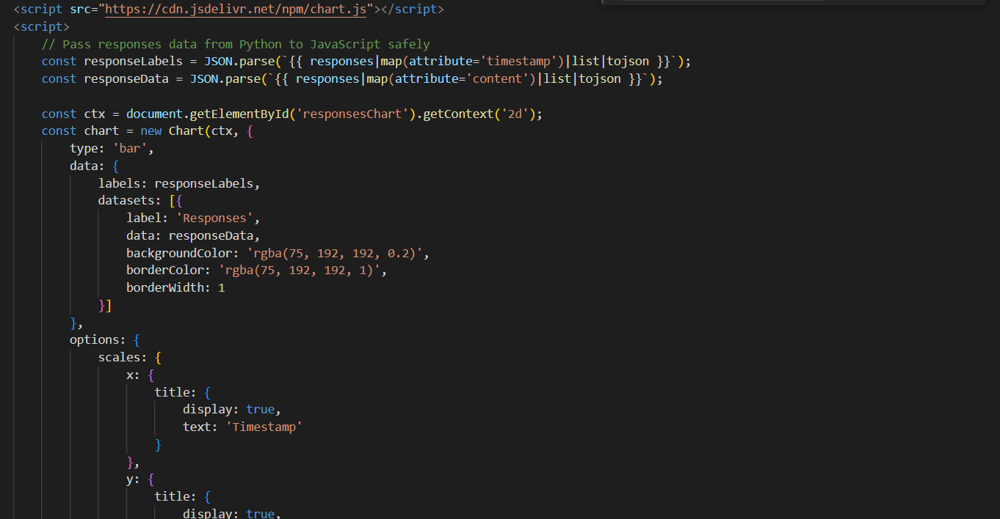 <script src="https://cdn.jsdelivr.net/npm/chart.js"></script>
<script>
    // Pass responses data from Python to JavaScript safely
    const responseLabels = JSON.parse(`{{ responses|map(attribute='timestamp')|list|tojson }}`);
    const responseData = JSON.parse(`{{ responses|map(attribute='content')|list|tojson }}`);

    const ctx = document.getElementById('responsesChart').getContext('2d');
    const chart = new Chart(ctx, {
        type: 'bar',
        data: {
            labels: responseLabels,
            datasets: [{
                label: 'Responses',
                data: responseData,
                backgroundColor: 'rgba(75, 192, 192, 0.2)',
                borderColor: 'rgba(75, 192, 192, 1)',
                borderWidth: 1
            }]
        },
        options: {
            scales: {
                x: {
                    title: {
                        display: true,
                        text: 'Timestamp'
                    }
                },
                y: {
                    title: {
                        display: true,